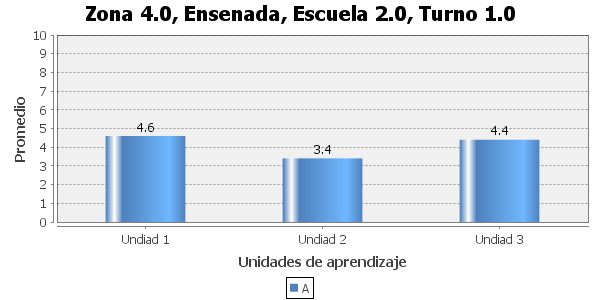 Zona 4.0, Ensenada, Escuela 2.0, Turno 1.0
Promedio
10
9
8
7
6
5
4
3
2
1
0
4.6
3.4
4.4
Undiad 1
Undiad 2
Undiad 3
Unidades de aprendizaje
A